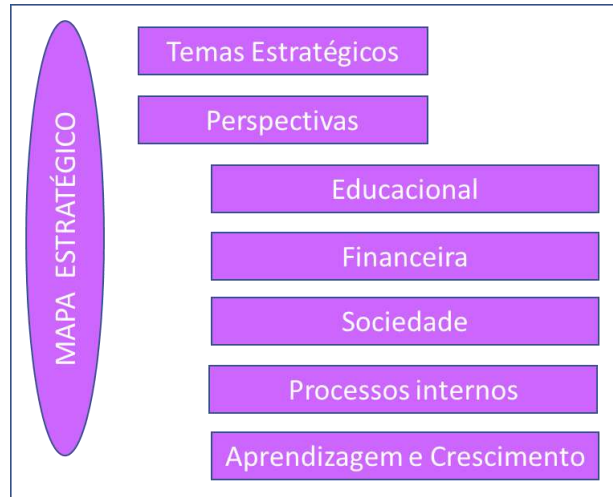 MAPA ESTRATÉGICO
Temas Estratégicos
Perspectivas
Educacional
Financeira
Sociedade
Processos internos
Aprendizagem e Crescimento